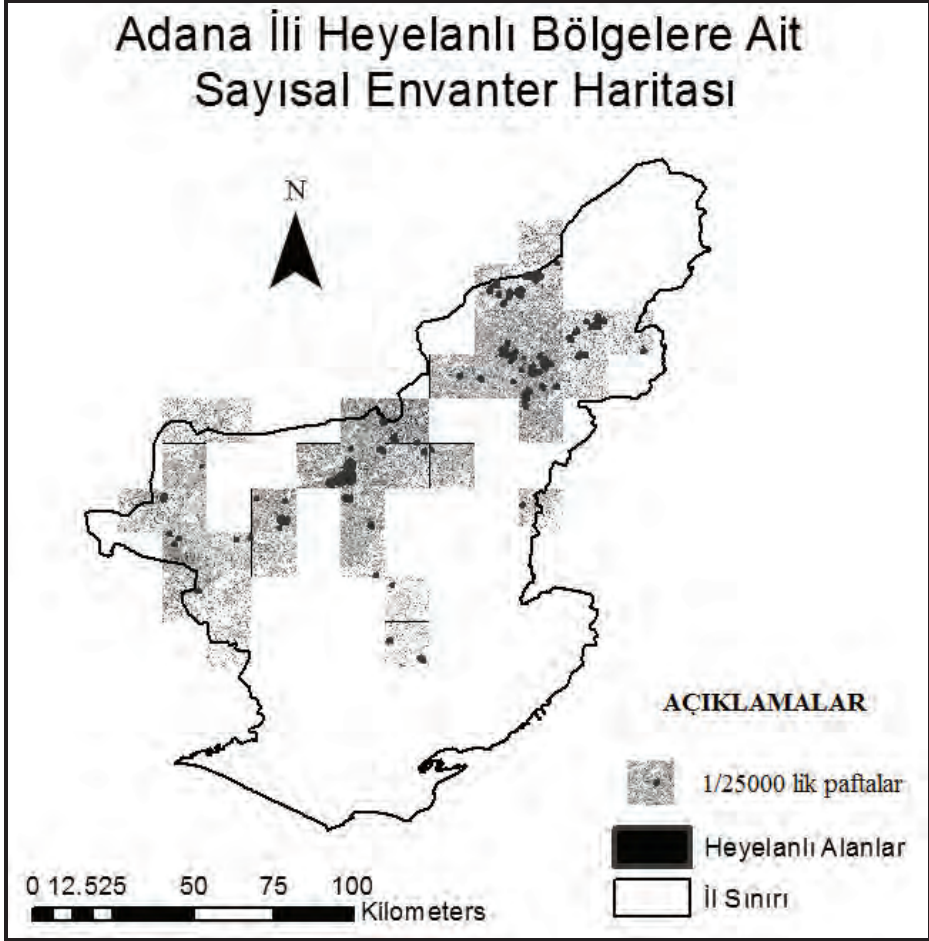 Adana İli Heyelanlı Bölgelere Ait
Sayısal Envanter Haritası
N
AÇIKLAMALAR
1/25000 lik paftalar
Heyelanlı Alanlar
İl Sınırı
0 12.525 50 75 100
Kilometers